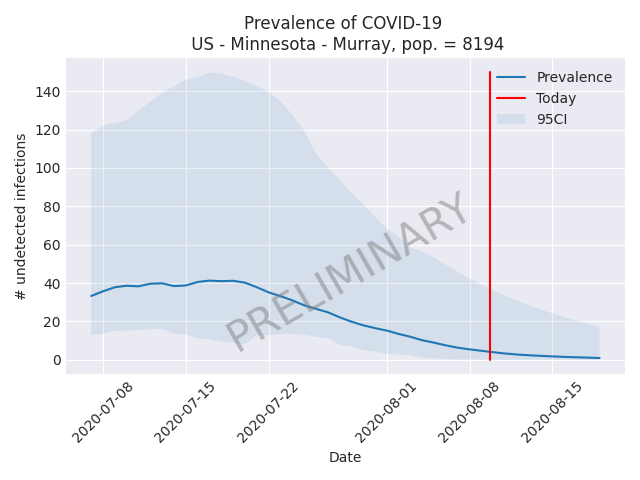 Prevalence of COVID-19
US - Minnesota - Murray, pop. = 8194
Prevalence
Today
95CI
140
120
100
80
60
40
20
0
# undetected infections
PRELIMINARY
2020-07-08
2020-07-15
2020-07-22
2020-08-01
2020-08-08
2020-08-15
Date